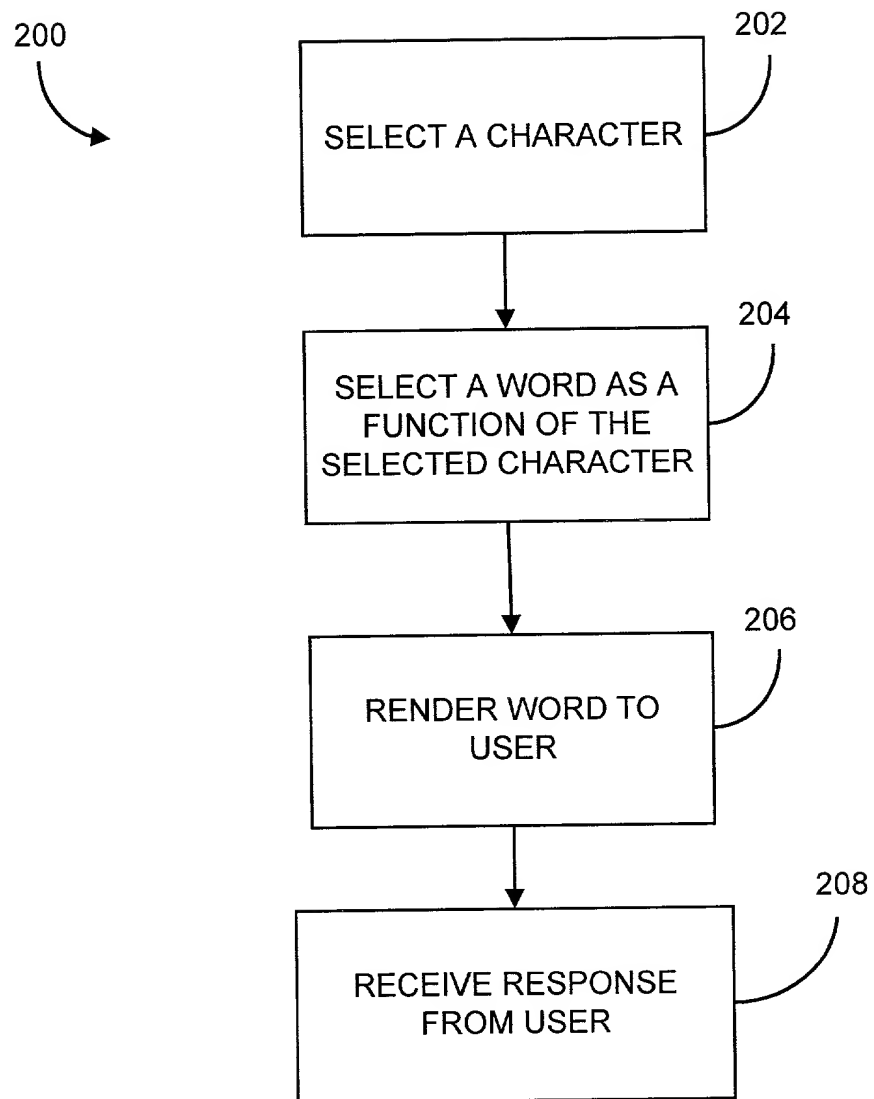 200
202
SELECT A CHARACTER
204
SELECT A WORD AS A
FUNCTION OF THE
SELECTED CHARACTER
206
RENDER WORD TO
USER
208
RECEIVE RESPONSE
FROM USER